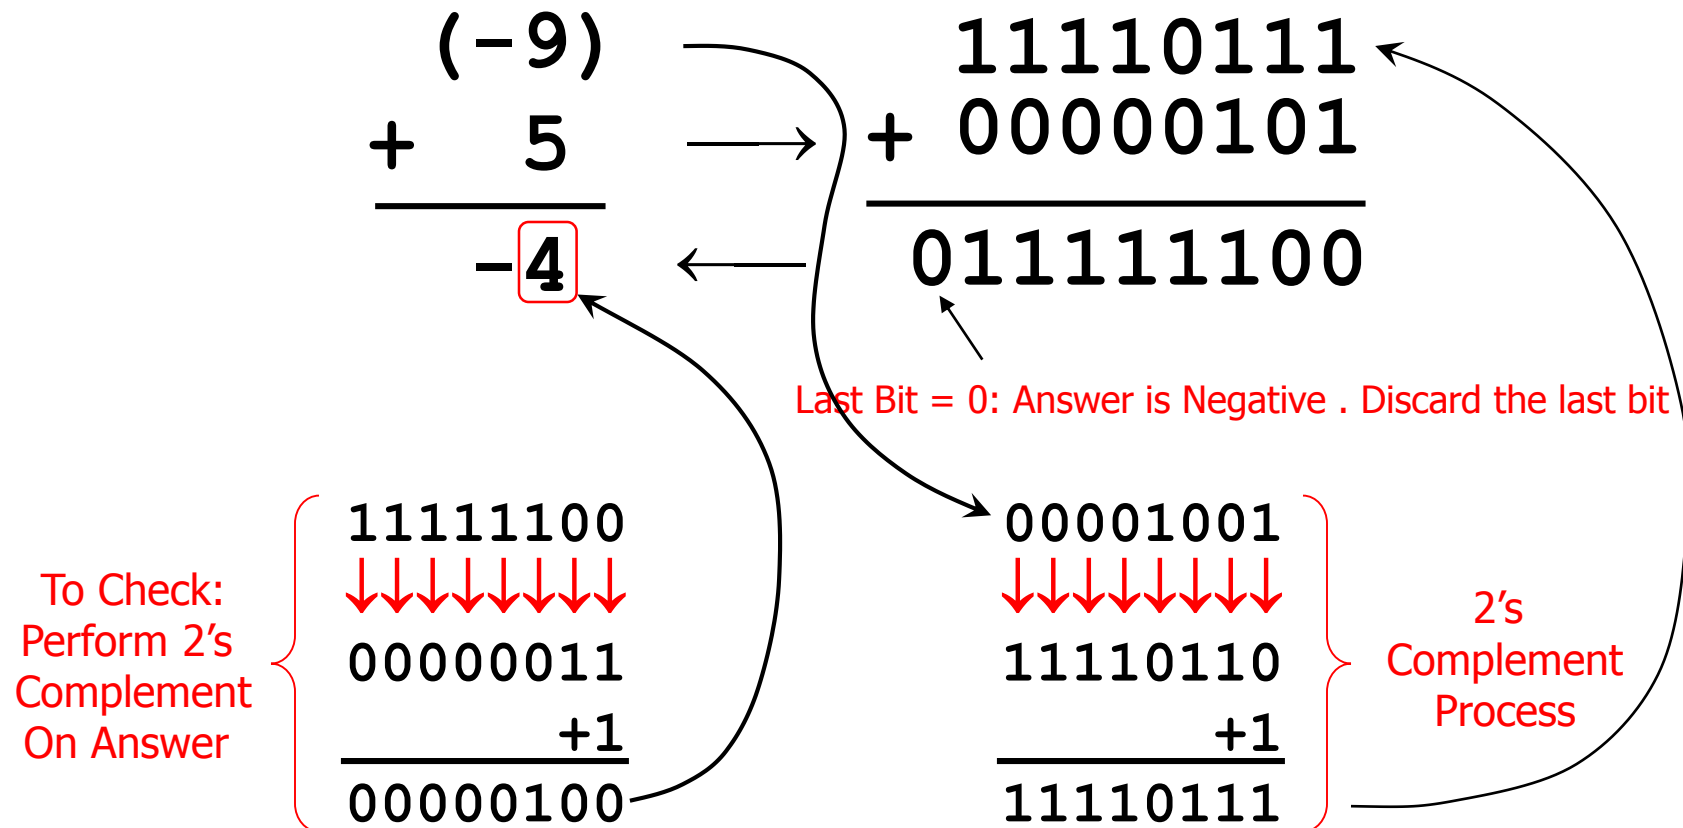 (-9)
+ 5
-4
11110111
+ 00000101
011111100
Last Bit = 0: Answer is Negative . Discard the last bit
To Check:
Perform 2’s
Complement
On Answer
11111100
00000011
+1
00000100
00001001
11110110
+1
11110111
2’s
Complement
Process